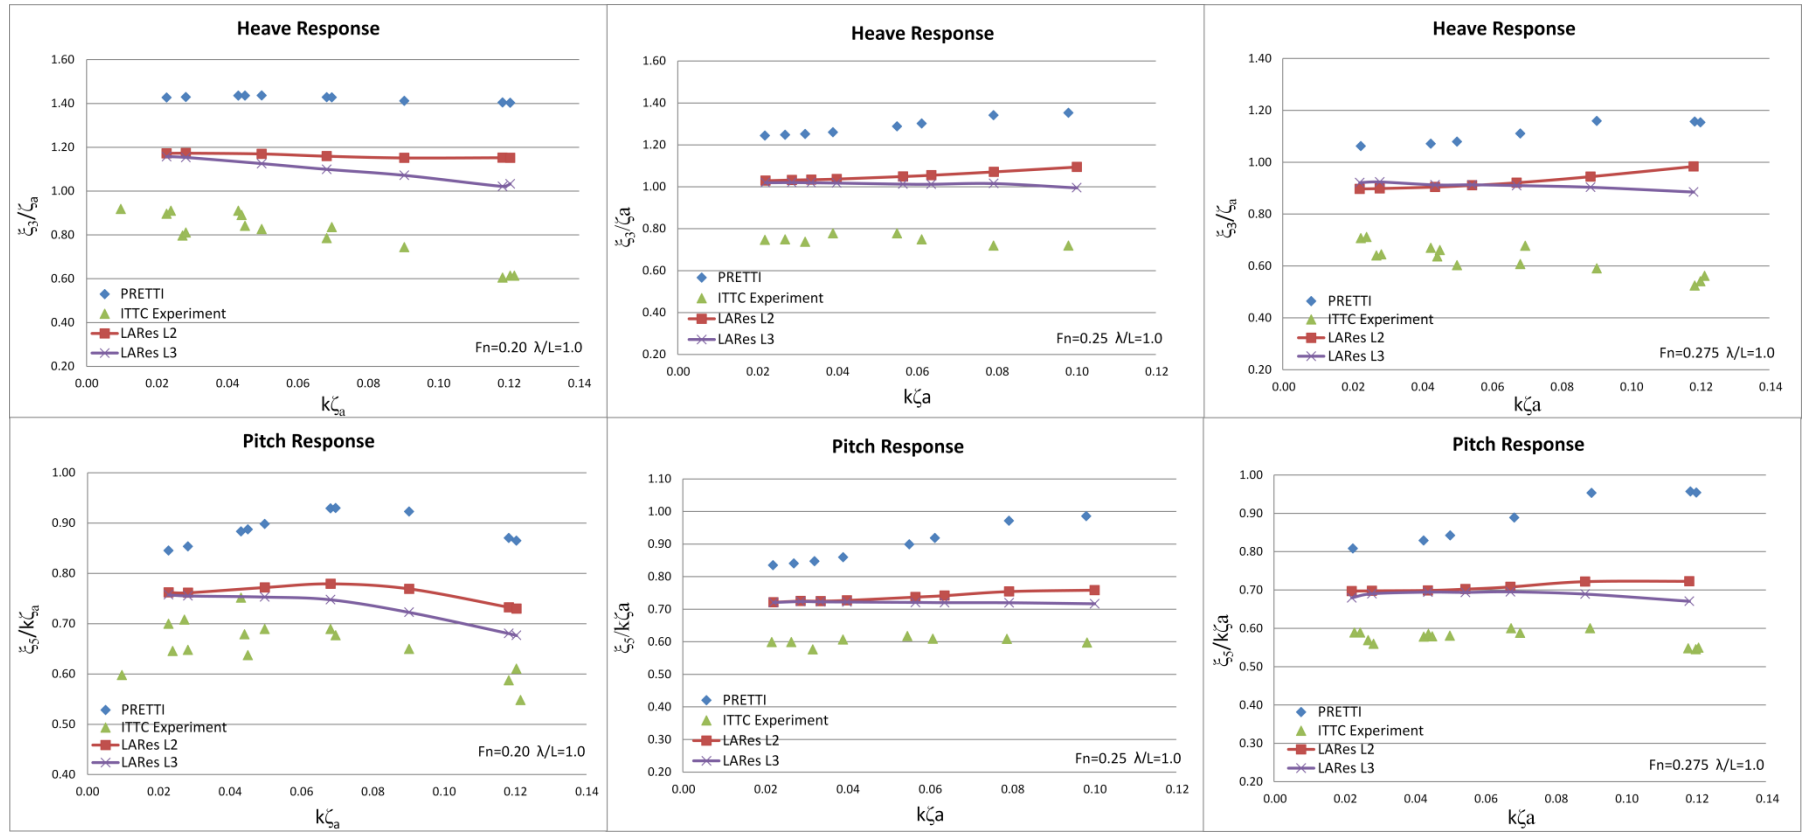 Heave Response
1.60
1.40
1.20
1.00
0.80
0.60
0.40
0.20
ξ3/ζa
PRETTI
ITTC Experiment
LARes L2
LARes L3
Fn=0.20 λ/L=1.0
0.00 0.02 0.04 0.06 0.08 0.10 0.12 0.14
kζa
Heave Response
1.60
1.40
1.20
1.00
0.80
0.60
0.40
0.20
ξ3/ζa
PRETTI
ITTC Experiment
LARes L2
LARes L3
Fn=0.25 λ/L=1.0
0.00 0.02 0.04 0.06 0.08 0.10 0.12
kζa
Heave Response
1.40
1.20
1.00
0.80
0.60
0.40
0.20
ξ3/ζa
PRETTI
ITTC Experiment
LARes L2
LARes L3
Fn=0.275 λ/L=1.0
0.00 0.02 0.04 0.06 0.08 0.10 0.12 0.14
kζa
Pitch Response
1.00
0.90
0.80
0.70
0.60
0.50
0.40
ξ5/kζa
PRETTI
ITTC Experiment
LARes L2
LARes L3
Fn=0.20 λ/L=1.0
0.00 0.02 0.04 0.06 0.08 0.10 0.12 0.14
kζa
Pitch Response
1.10
1.00
0.90
0.80
0.70
0.60
0.50
0.40
0.30
0.20
ξ5/kζa
PRETTI
ITTC Experiment
LARes L2
LARes L3
Fn=0.25 λ/L=1.0
0.00 0.02 0.04 0.06 0.08 0.10 0.12
kζa
Pitch Response
1.00
0.90
0.80
0.70
0.60
0.50
0.40
0.30
0.20
ξ5/kζa
PRETTI
ITTC Experiment
LARes L2
LARes L3
Fn=0.275 λ/L=1.0
0.00 0.02 0.04 0.06 0.08 0.10 0.12 0.14
kζa